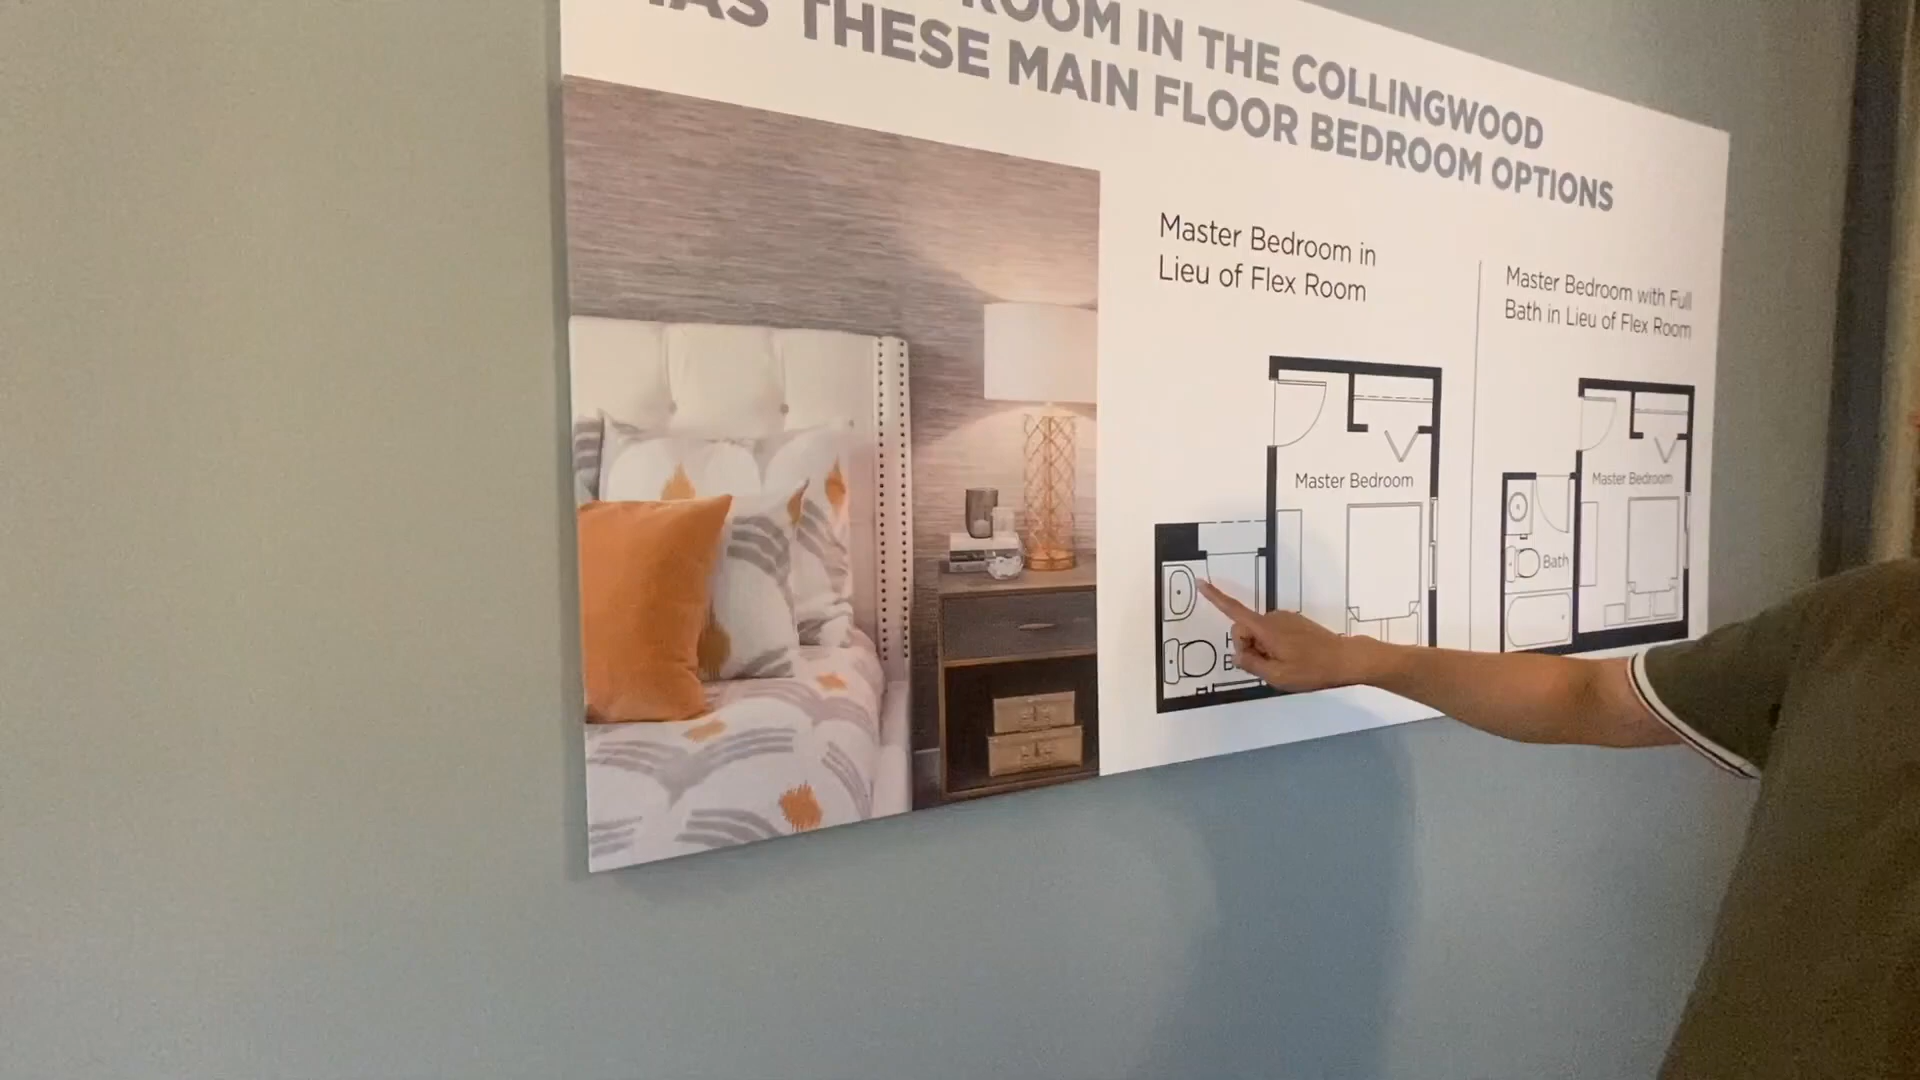 ROOM IN THE COLLINGWOOD
HAS THESE MAIN FLOOR BEDROOM OPTIONS
Master Bedroom in
Lieu of Flex Room
Master Bedroom
Master Bedroom with Full
Bath in Lieu of Flex Room
Master Bedroom
Bath